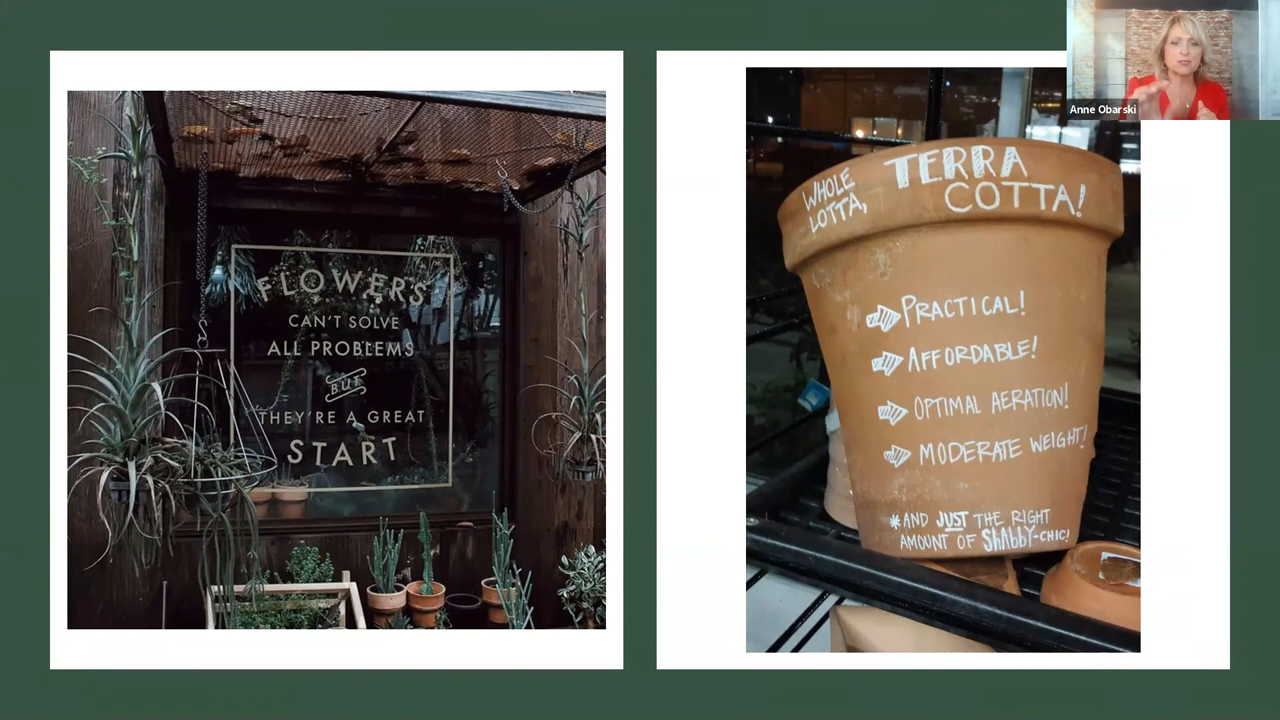 FLOWERS
CAN'T SOLVE
ALL PROBLEMS
BUT
THEY'RE A GREAT
START
WHOLE
LOTTA,
TERRA
COTTA!
PRACTICAL!
AFFORDABLE!
OPTIMAL AERATION!
MODERATE WEIGHT!
*AND JUST THE RIGHT
AMOUNT OF ShAbbY-CHIC!
Anne Obarski